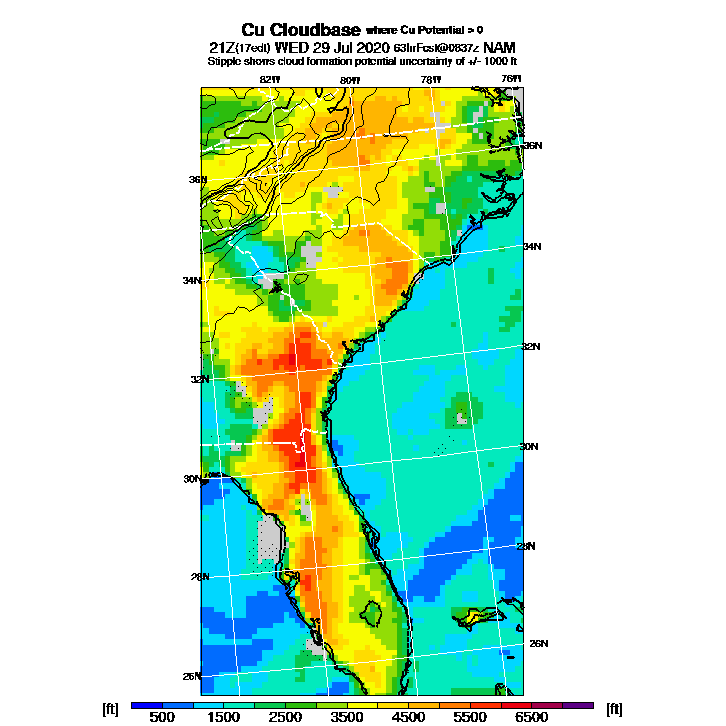 Cu Cloudbase where Cu Potential > 0
21Z(17edt) WED 29 Jul 2020 63hrFcst@0837z NAM
Stipple shows cloud formation potential uncertainty of +/- 1000 ft
82W 80W 78W 76W
36N
36N
34N
34N
32N
32N
30N
30N
28N
28N
26N
26N
[ft] [ft]
500 1500 2500 3500 4500 5500 6500